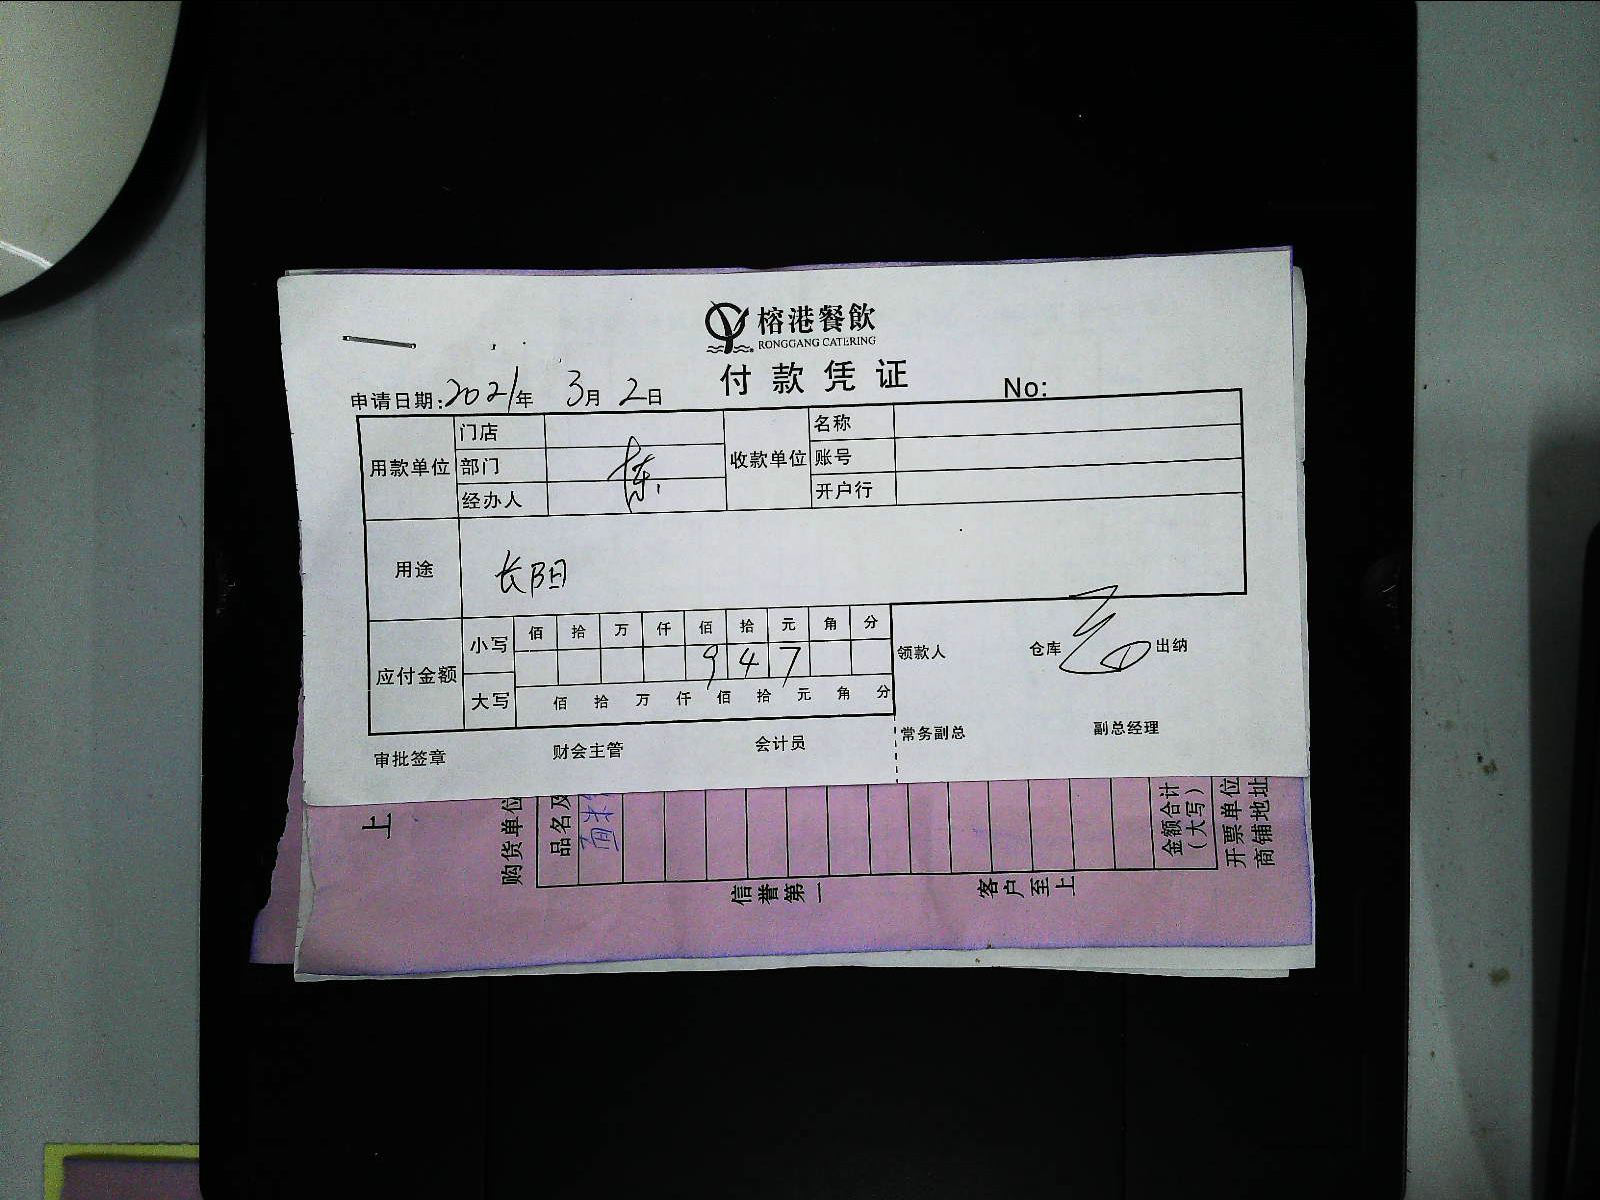 榕港餐飲
RONGGANG CATERING
付款凭证
申请日期:2021年 3月 2日 No:
用款单位 门店 收款单位 名称
部门 账号
经办人 开户行
用途 长阳
应付金额 小写 佰 拾 万 仟 佰 拾 元 角 分
9 4 7
大写 佰 拾 万 仟 佰 拾 元 角 分
领款人 仓库 出纳
审批签章 财会主管 会计员 常务副总 副总经理
上
购货单位
品名及
金额合计
(大写)
开票单位
商铺地址
信誉第一 客户至上